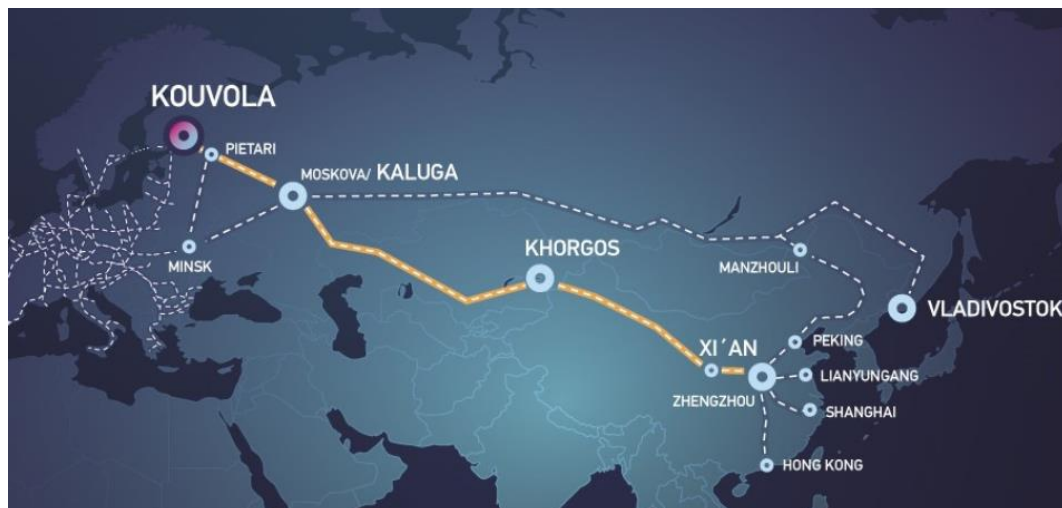 KOUVOLA
PIETARI
MOSKOVA/ KALUGA
MINSK
KHORGOS
MANZHOULI
VLADIVOSTOK
PEKING
XI´AN
LIANYUNGANG
ZHENGZHOU
SHANGHAI
HONG KONG